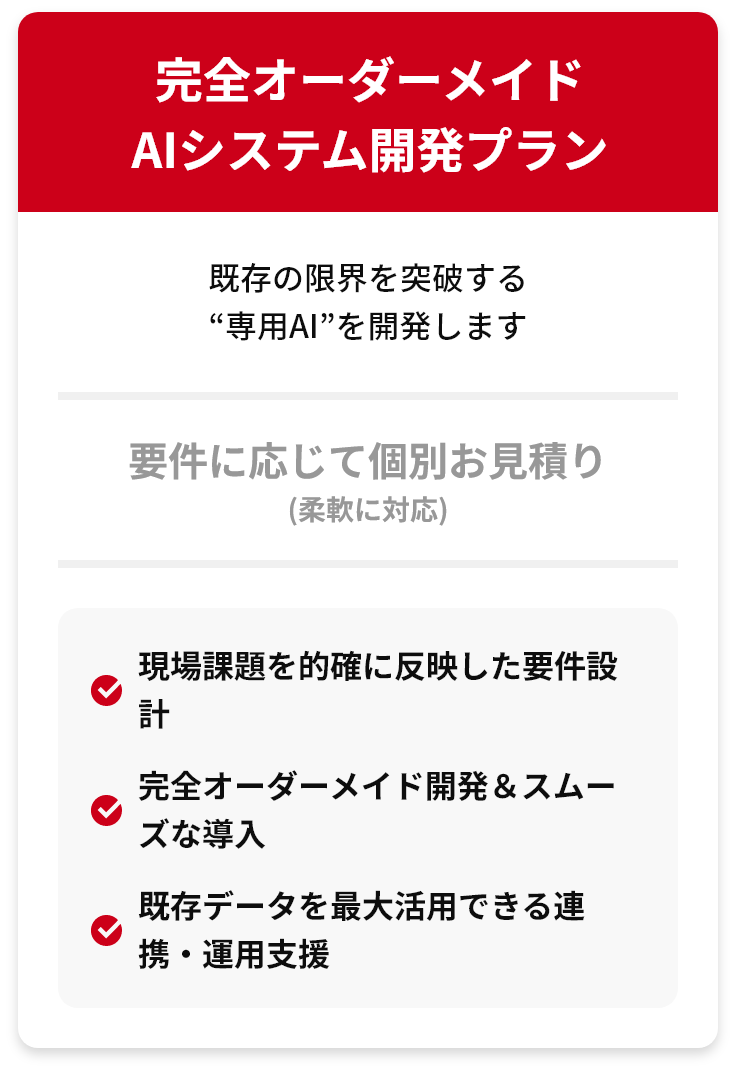 完全オーダーメイド
AIシステム開発プラン
既存の限界を突破する
“専用AI”を開発します
要件に応じて個別お見積り
(柔軟に対応)
現場課題を的確に反映した要件設
計
完全オーダーメイド開発＆スムー
ズな導入
既存データを最大活用できる連
携・運用支援